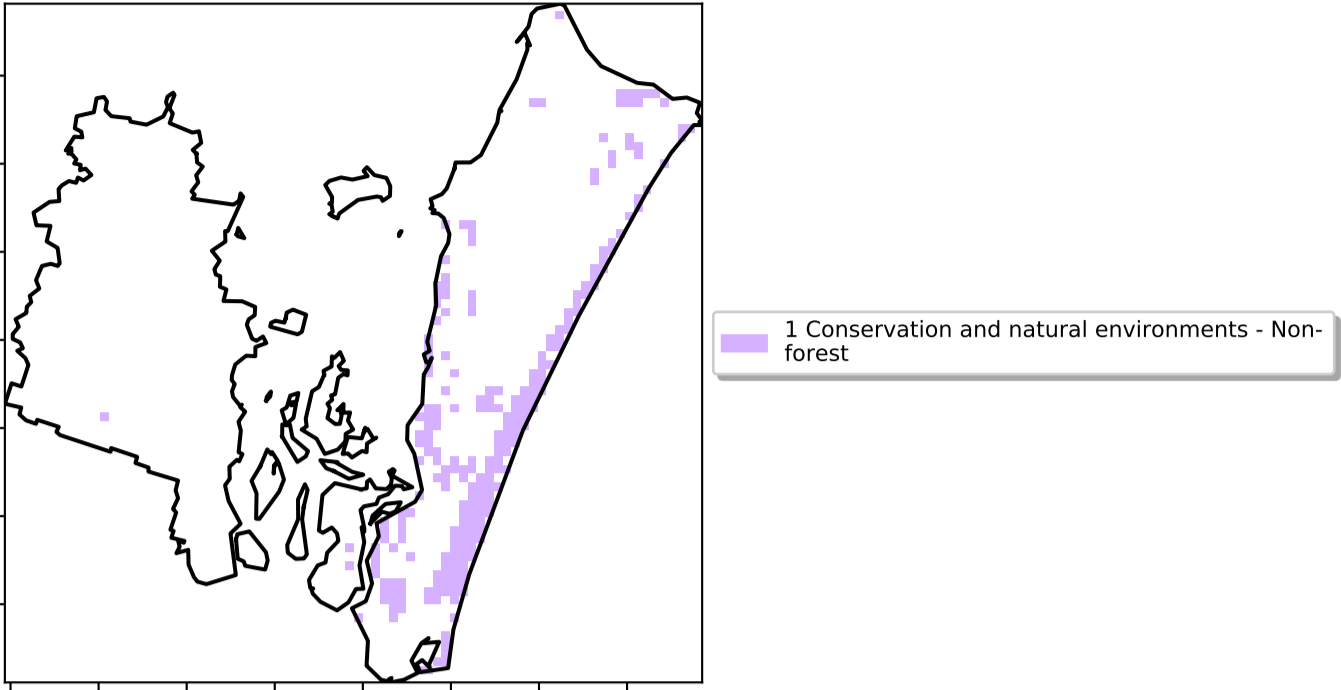 1 Conservation and natural environments - Non-
forest